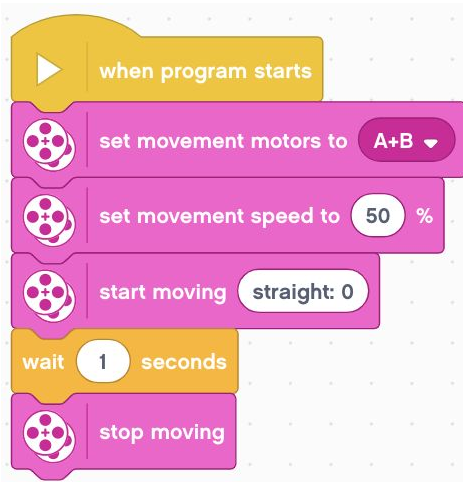 when program starts
set movement motors to A+B
set movement speed to 50 %
start moving straight: 0
wait 1 seconds
stop moving